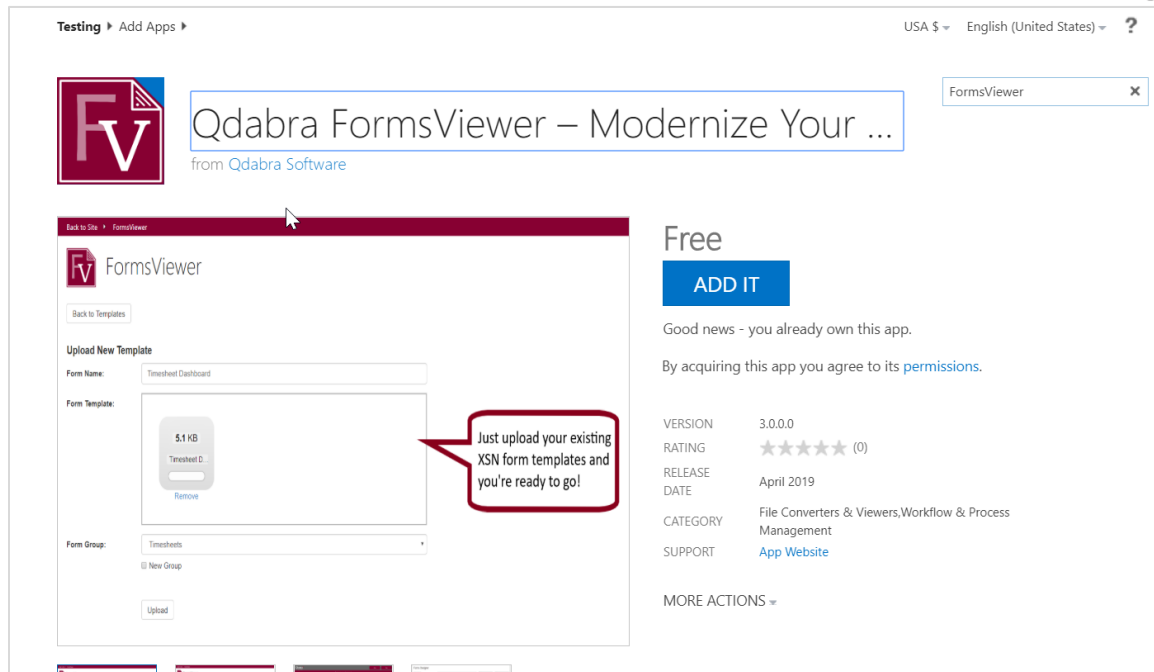 Testing ▸ Add Apps ▸
USA $ English (United States) ?
FormsViewer ×
FV
Qdabra FormsViewer – Modernize Your ...
from Qdabra Software
Back to Site ▸ FormsViewer
FV FormsViewer
Back to Templates
Upload New Template
Form Name: Timesheet Dashboard
Form Template:
5.1 KB
Timesheet D...
Remove
Just upload your existing
XSN form templates and
you're ready to go!
Form Group: Timesheets
New Group
Upload
Free
ADD IT
Good news - you already own this app.
By acquiring this app you agree to its permissions.
VERSION 3.0.0.0
RATING (0)
RELEASE
DATE
April 2019
CATEGORY
File Converters & Viewers,Workflow & Process
Management
SUPPORT App Website
MORE ACTIONS